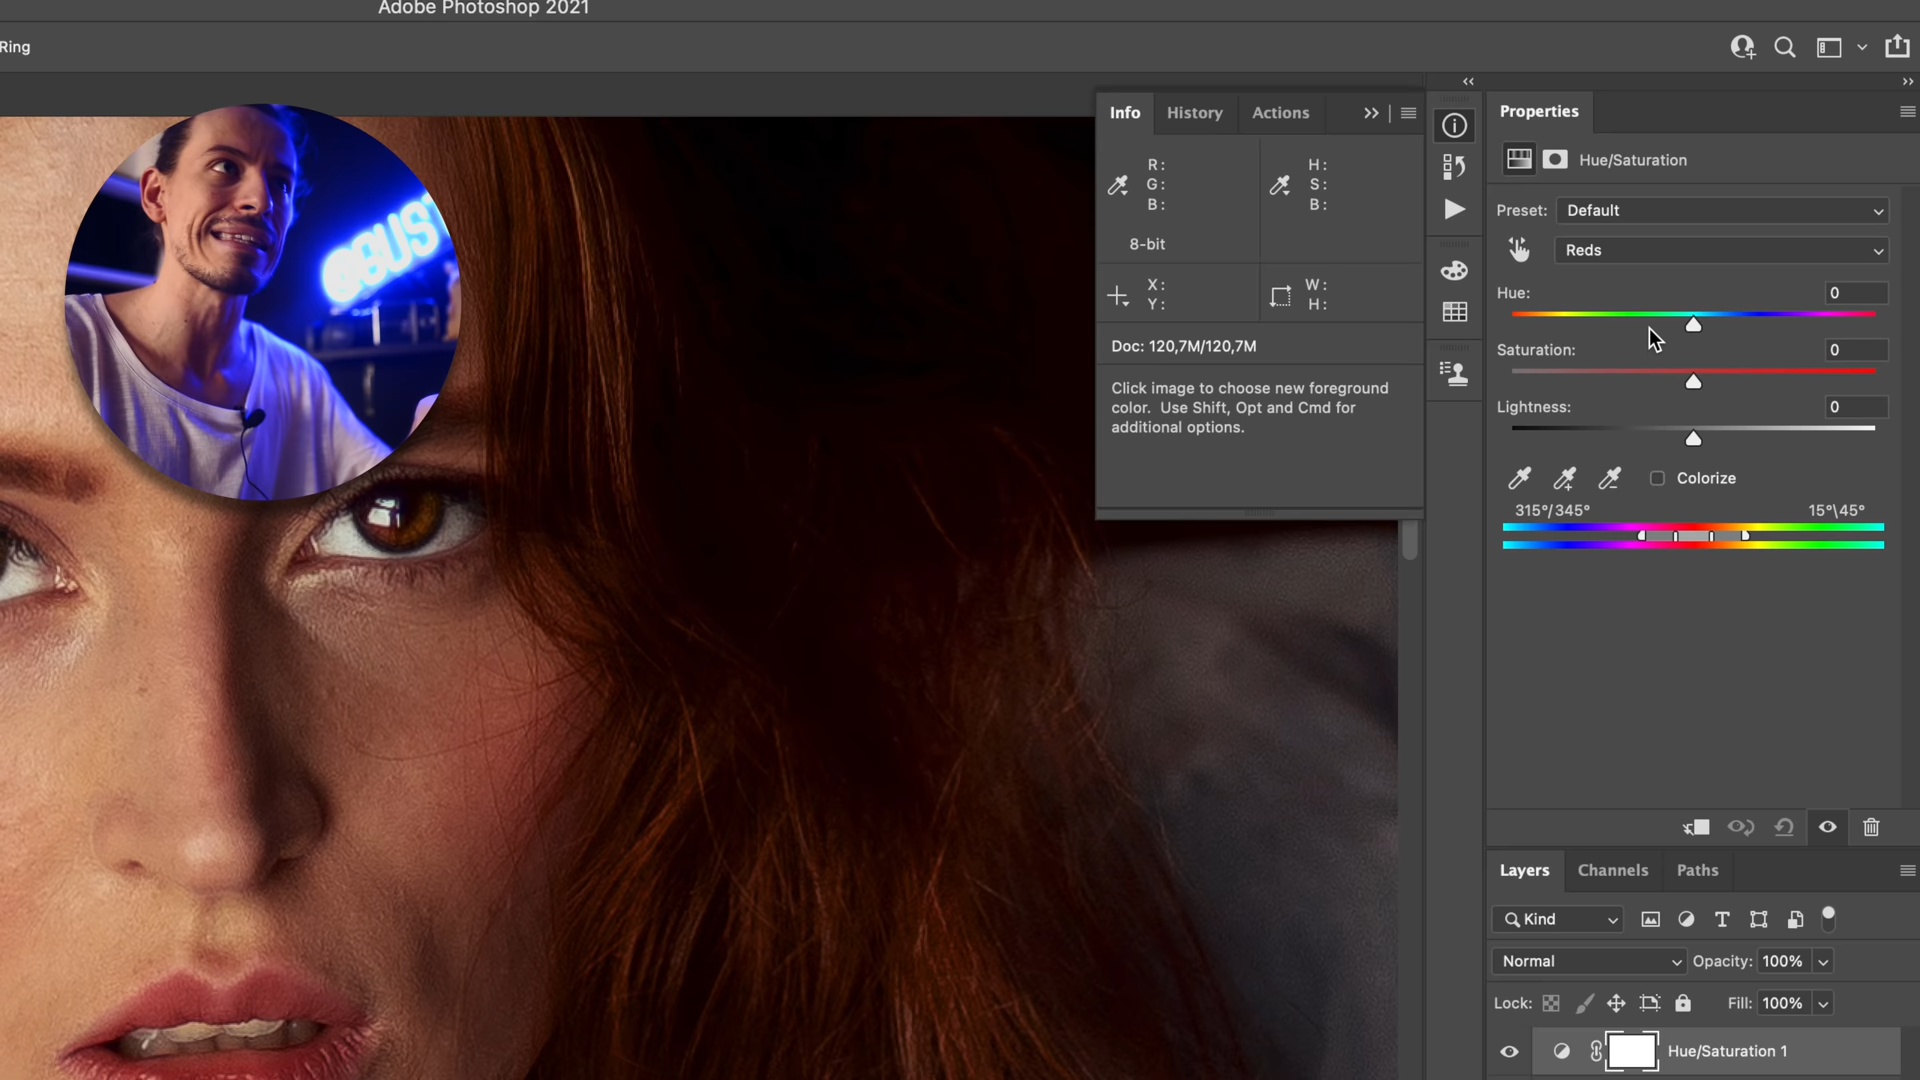 Adobe Photoshop 2021
Ring
Info
History
Actions
R:
G:
B:
H:
S:
B:
8-bit
X:
Y:
W:
H:
Doc: 120,7M/120,7M
Click image to choose new foreground
color. Use Shift, Opt and Cmd for
additional options.
@BUS
Properties
Hue/Saturation
Preset: Default
Reds
Hue: 0
Saturation: 0
Lightness: 0
Colorize
315°/345° 15°\45°
Layers
Channels
Paths
Kind
Normal
Opacity: 100%
Lock:
Fill: 100%
Hue/Saturation 1